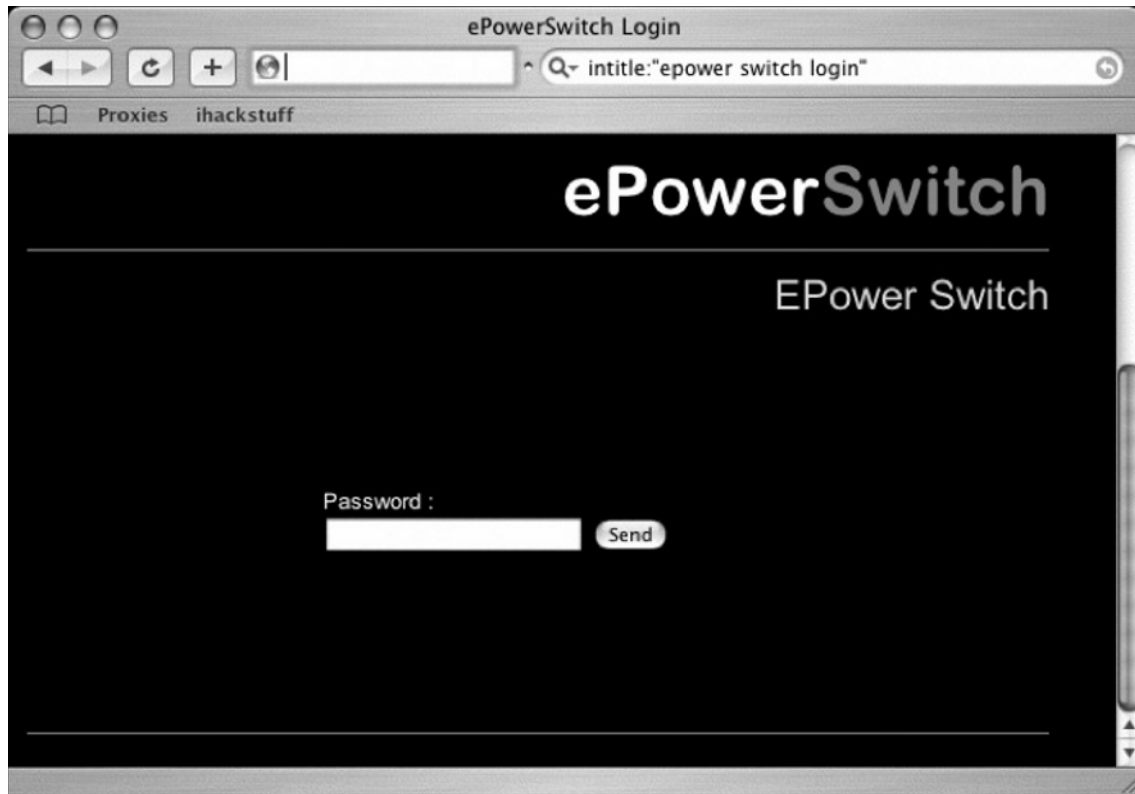 ePowerSwitch Login
intitle:"epower switch login"
Proxies ihackstuff
ePowerSwitch
EPower Switch
Password :
Send